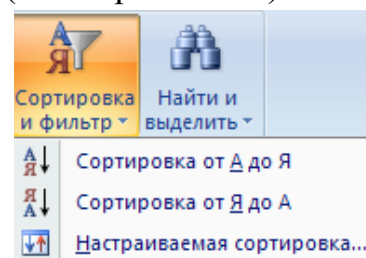 Сортировка и фильтр
Найти и выделить
Сортировка от А до Я
Сортировка от Я до А
Настраиваемая сортировка...